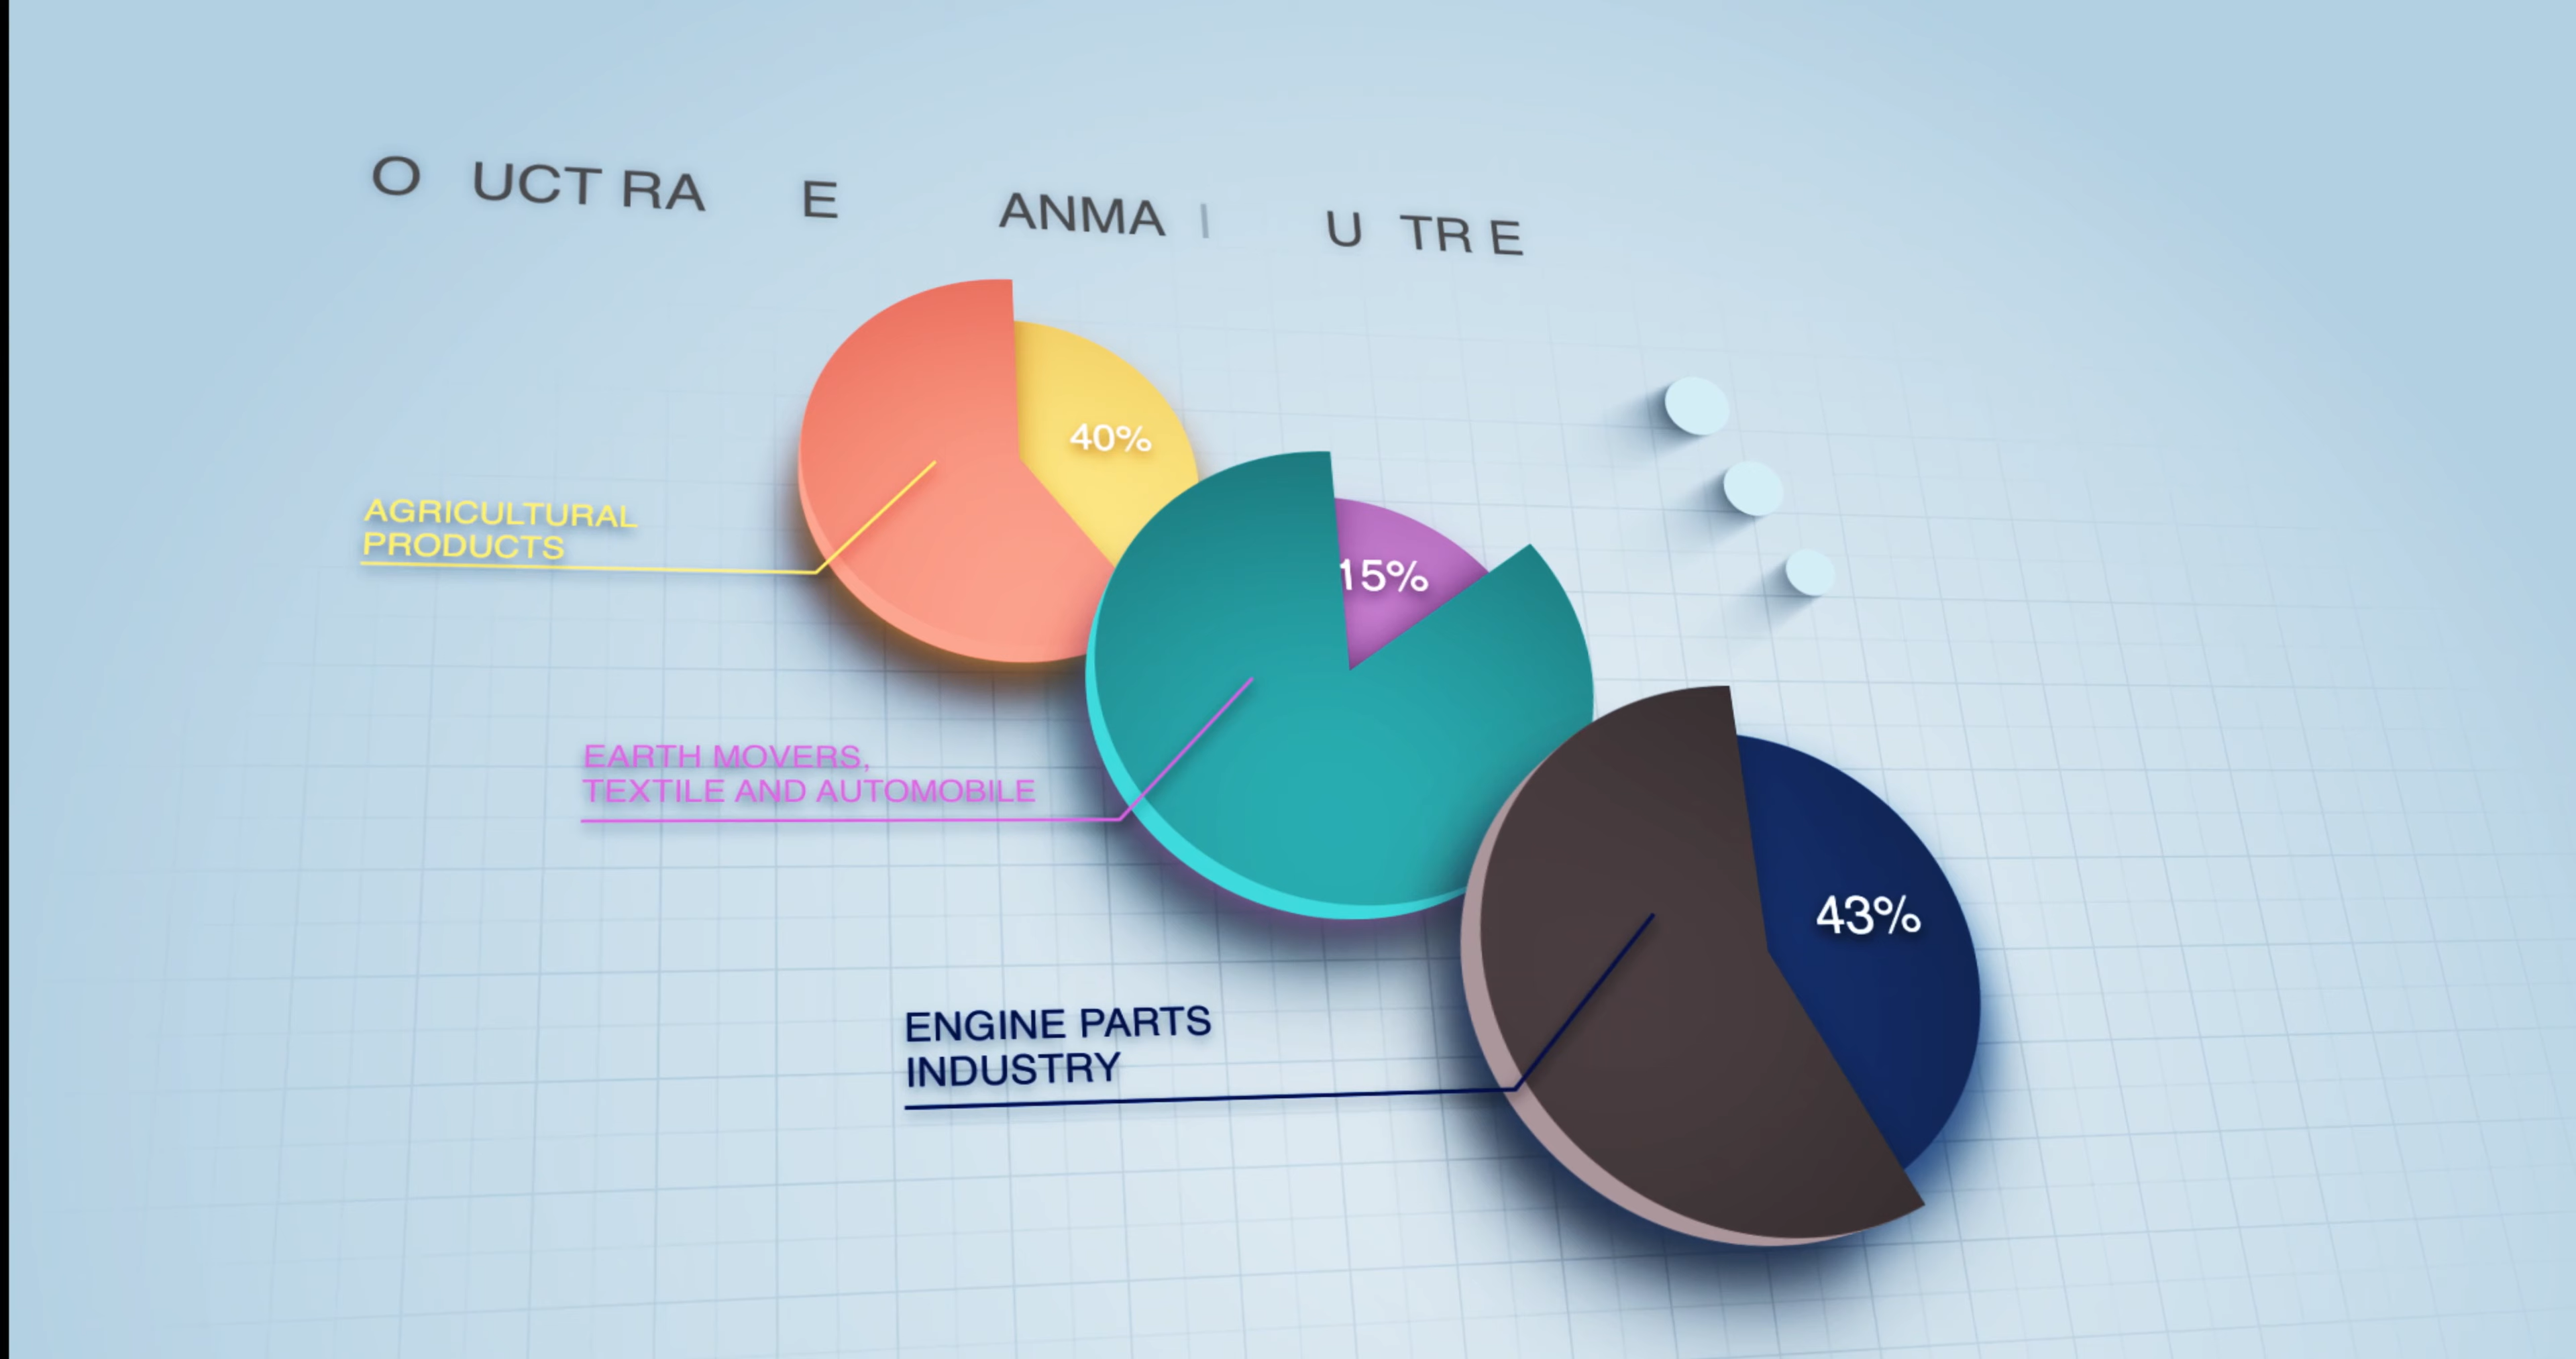 O UCT RA E ANMA I U TR E
40%
AGRICULTURAL
PRODUCTS
15%
EARTH MOVERS,
TEXTILE AND AUTOMOBILE
43%
ENGINE PARTS
INDUSTRY